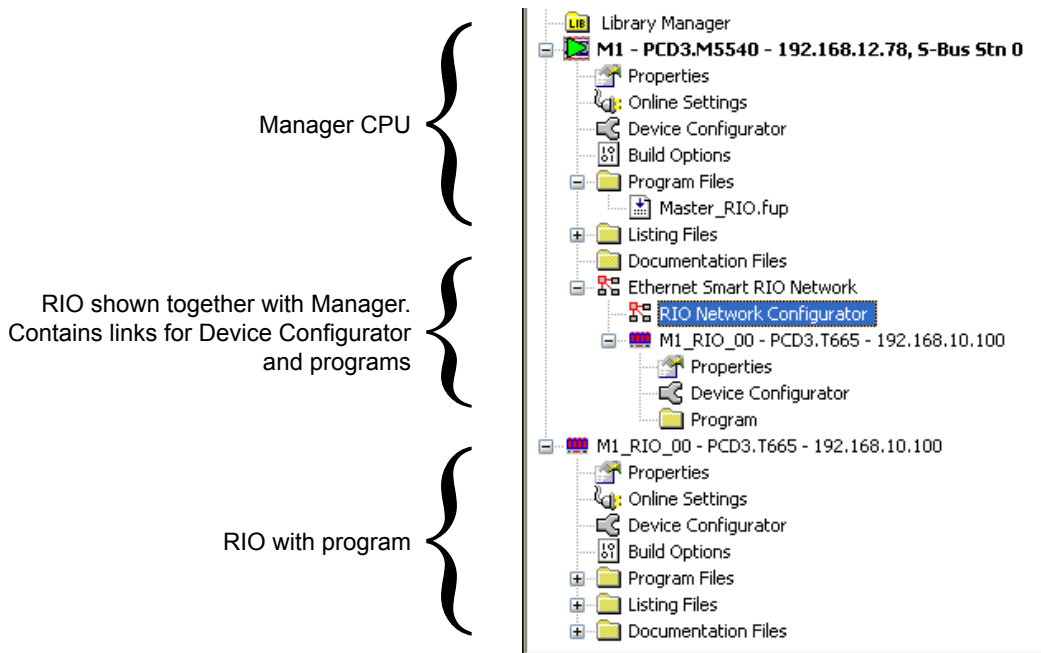 LIB Library Manager
M1 - PCD3.M5540 - 192.168.12.78, S-Bus Stn 0
Properties
Online Settings
Manager CPU
Device Configurator
Build Options
Program Files
Master_RIO.fup
Listing Files
Documentation Files
Ethernet Smart RIO Network
RIO shown together with Manager.
Contains links for Device Configurator
and programs
RIO Network Configurator
M1_RIO_00 - PCD3.T665 - 192.168.10.100
Properties
Device Configurator
Program
M1_RIO_00 - PCD3.T665 - 192.168.10.100
Properties
Online Settings
Device Configurator
RIO with program
Build Options
Program Files
Listing Files
Documentation Files